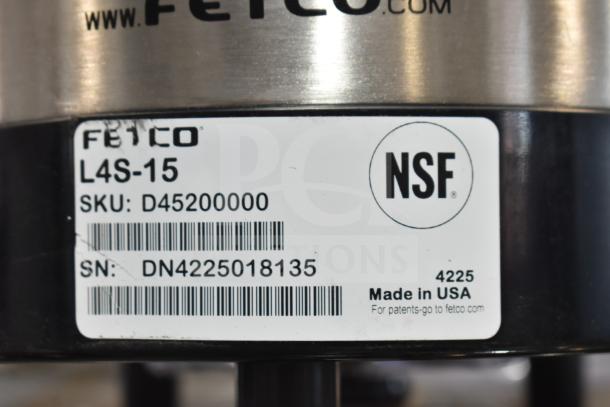 www.FETCO.COM
FETCO
L4S-15
SKU: D45200000
NSF®
SN: DN4225018135
4225
Made in USA
For patents-go to fetco.com